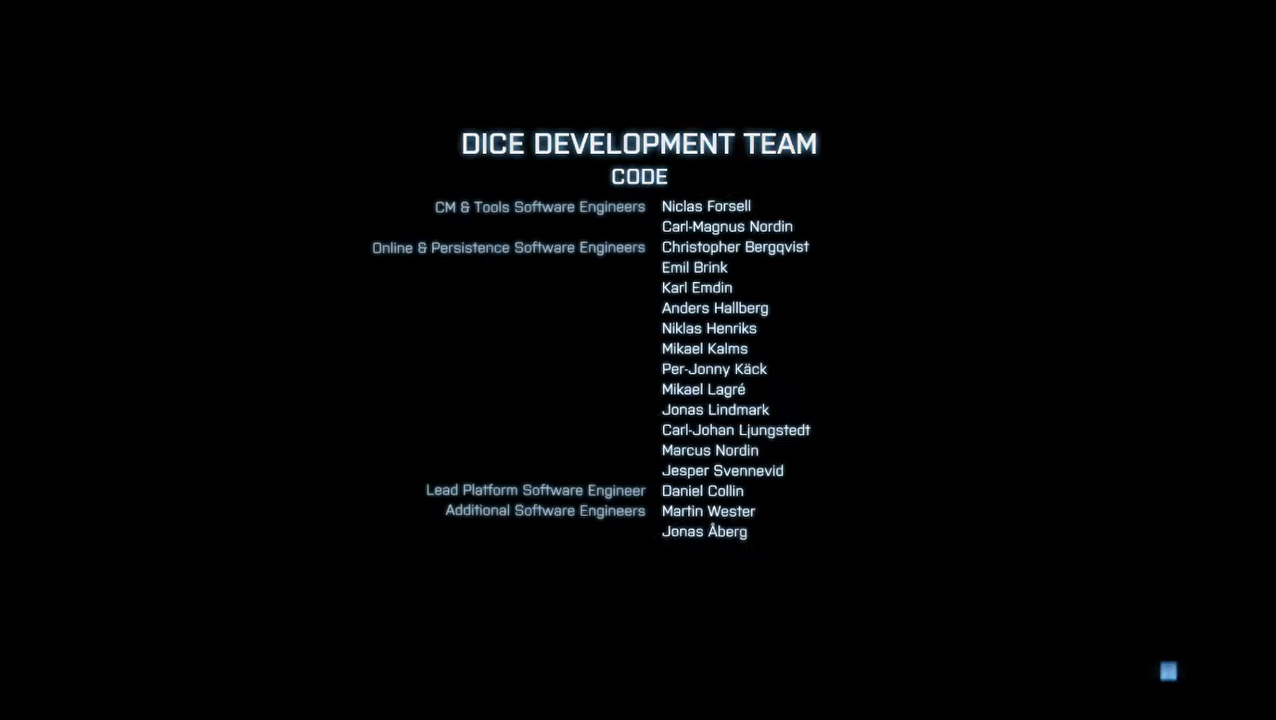 DICE DEVELOPMENT TEAM
CODE
CM & Tools Software Engineers Niclas Forsell
Carl-Magnus Nordin
Online & Persistence Software Engineers Christopher Bergqvist
Emil Brink
Karl Emdin
Anders Hallberg
Niklas Henriks
Mikael Kalms
Per-Jonny Käck
Mikael Lagré
Jonas Lindmark
Carl-Johan Ljungstedt
Marcus Nordin
Jesper Svennevid
Lead Platform Software Engineer Daniel Collin
Additional Software Engineers Martin Wester
Jonas Åberg